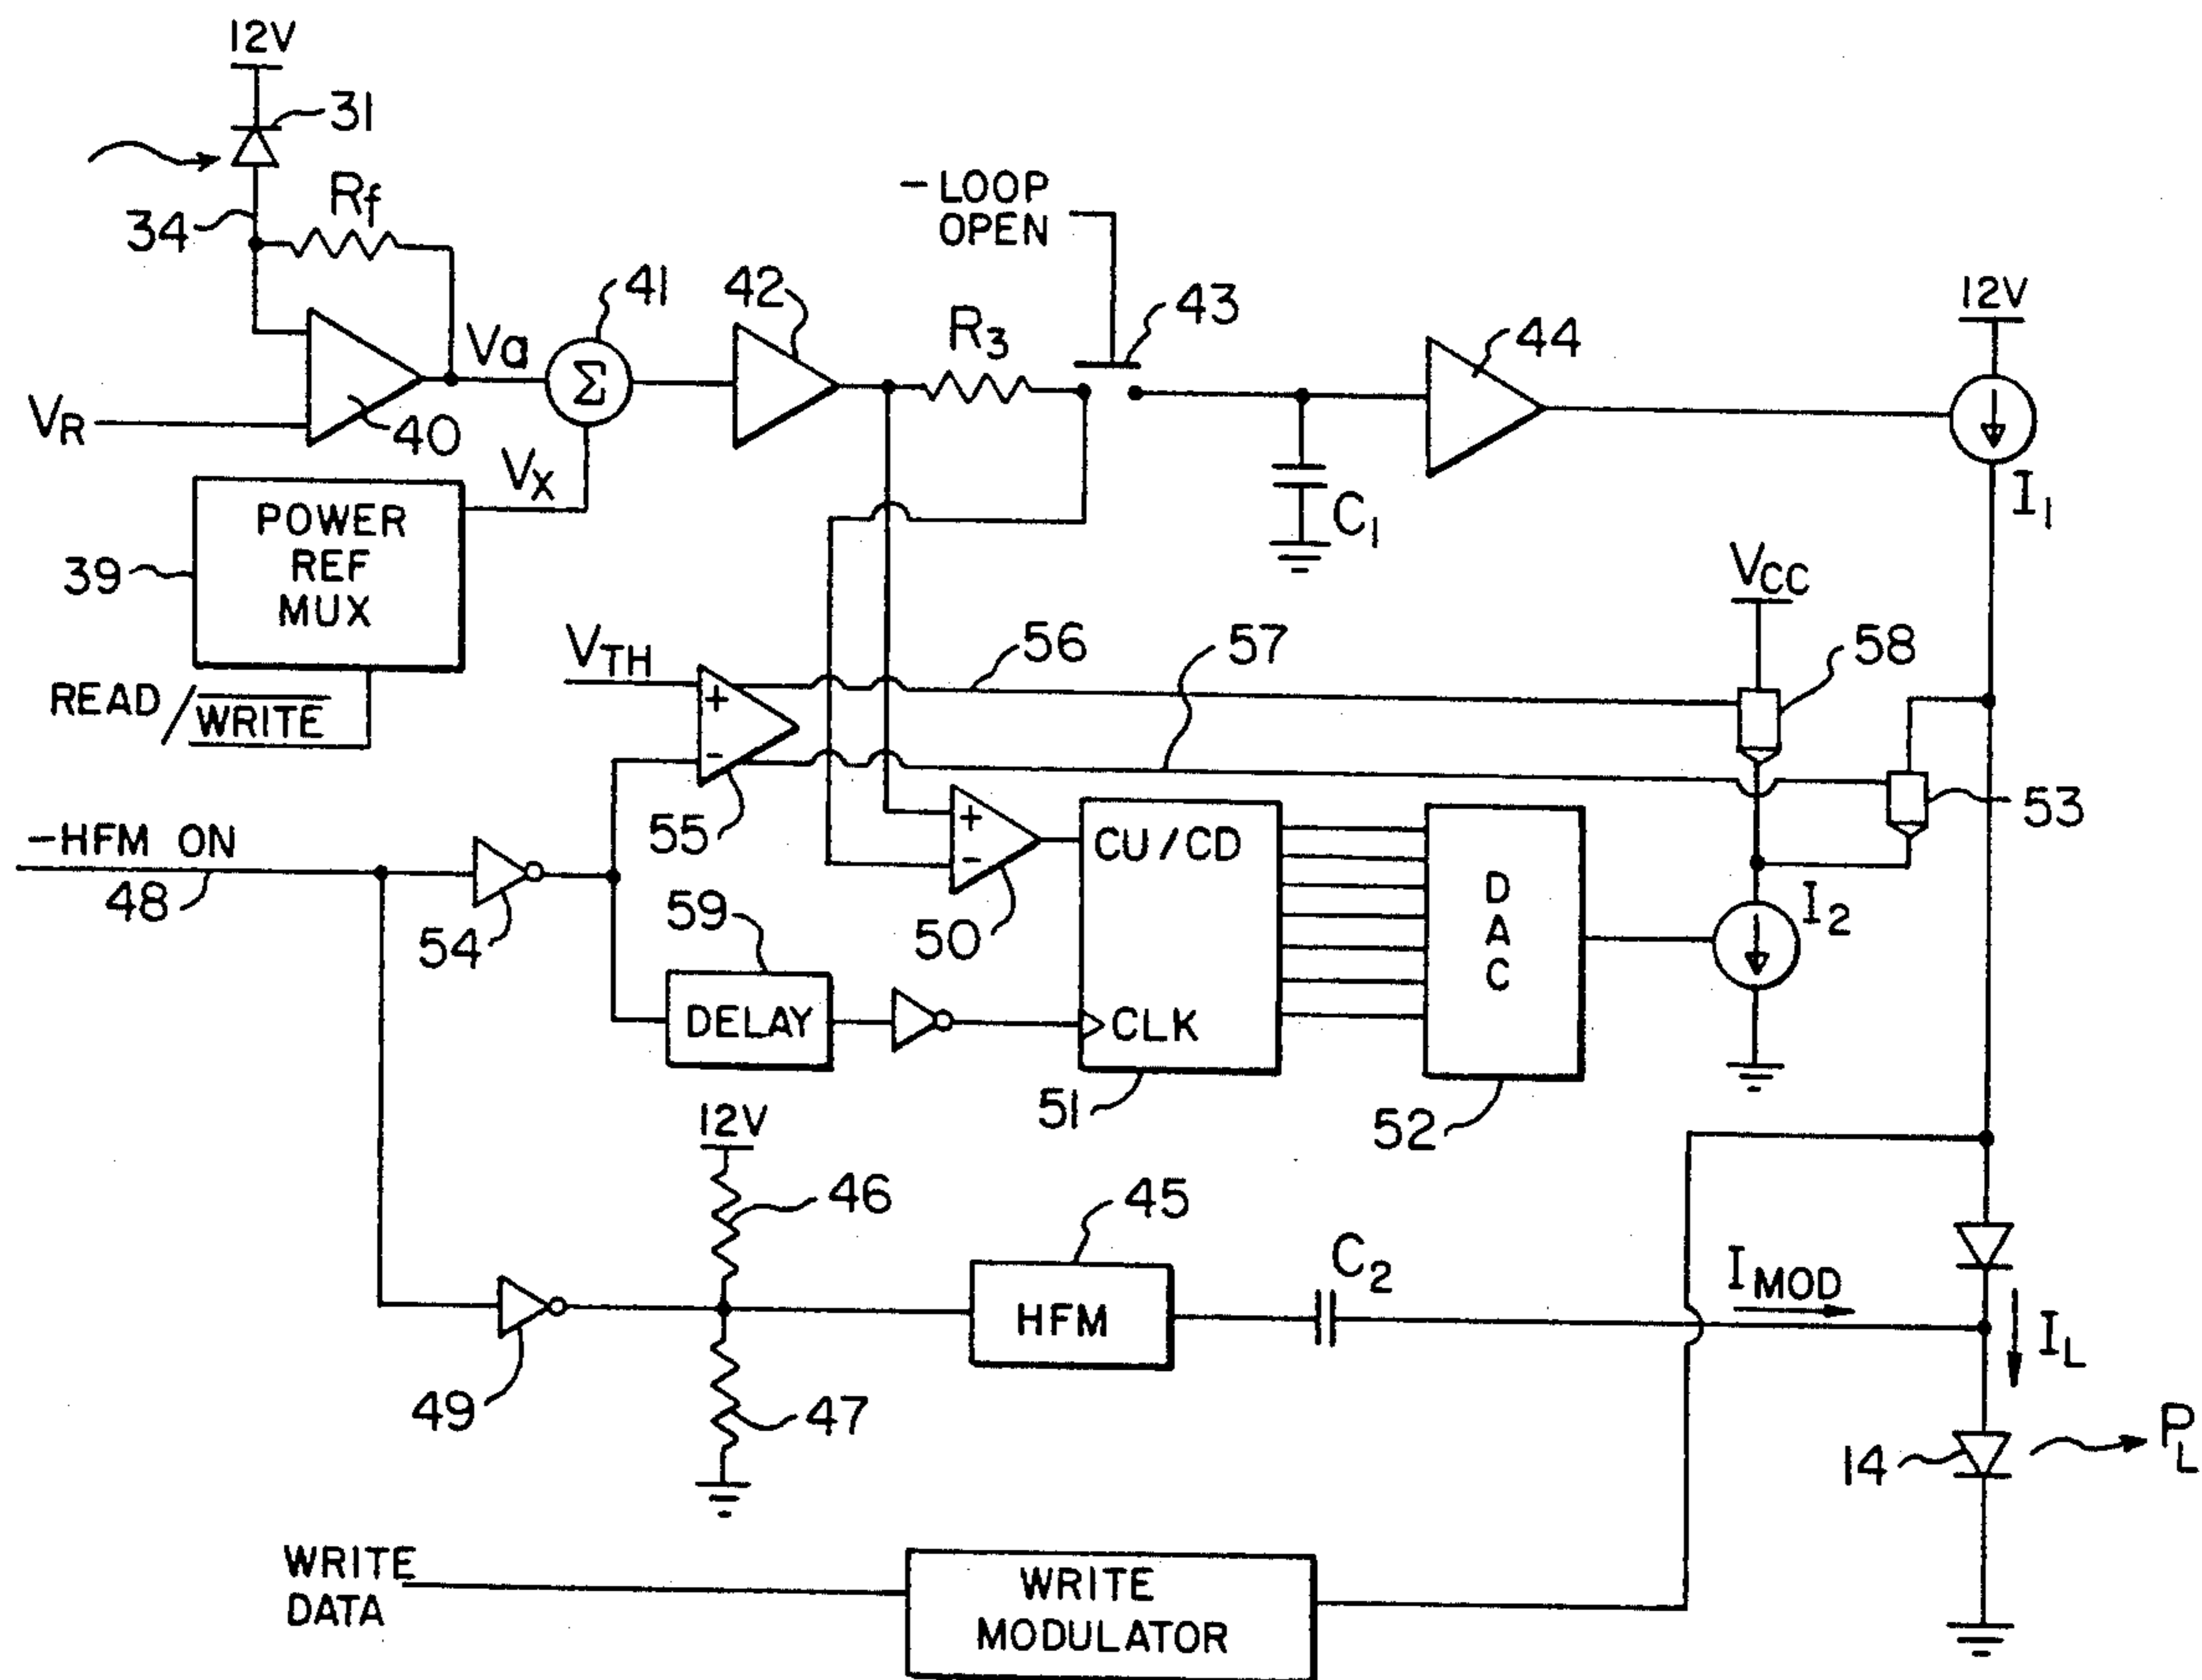 12V
31
34
Rf
Va
41
42
R3
-LOOP
OPEN
43
44
12V
I1
VR
40
VX
POWER
REF
MUX
39
READ/WRITE
C1
VCC
58
VTH
+
-
55
56
57
53
-HFM ON
48
54
59
DELAY
+
-
50
CU/CD
CLK
51
DAC
52
I2
12V
46
47
49
45
HFM
C2
IMOD
IL
14
PL
WRITE
DATA
WRITE
MODULATOR
Σ